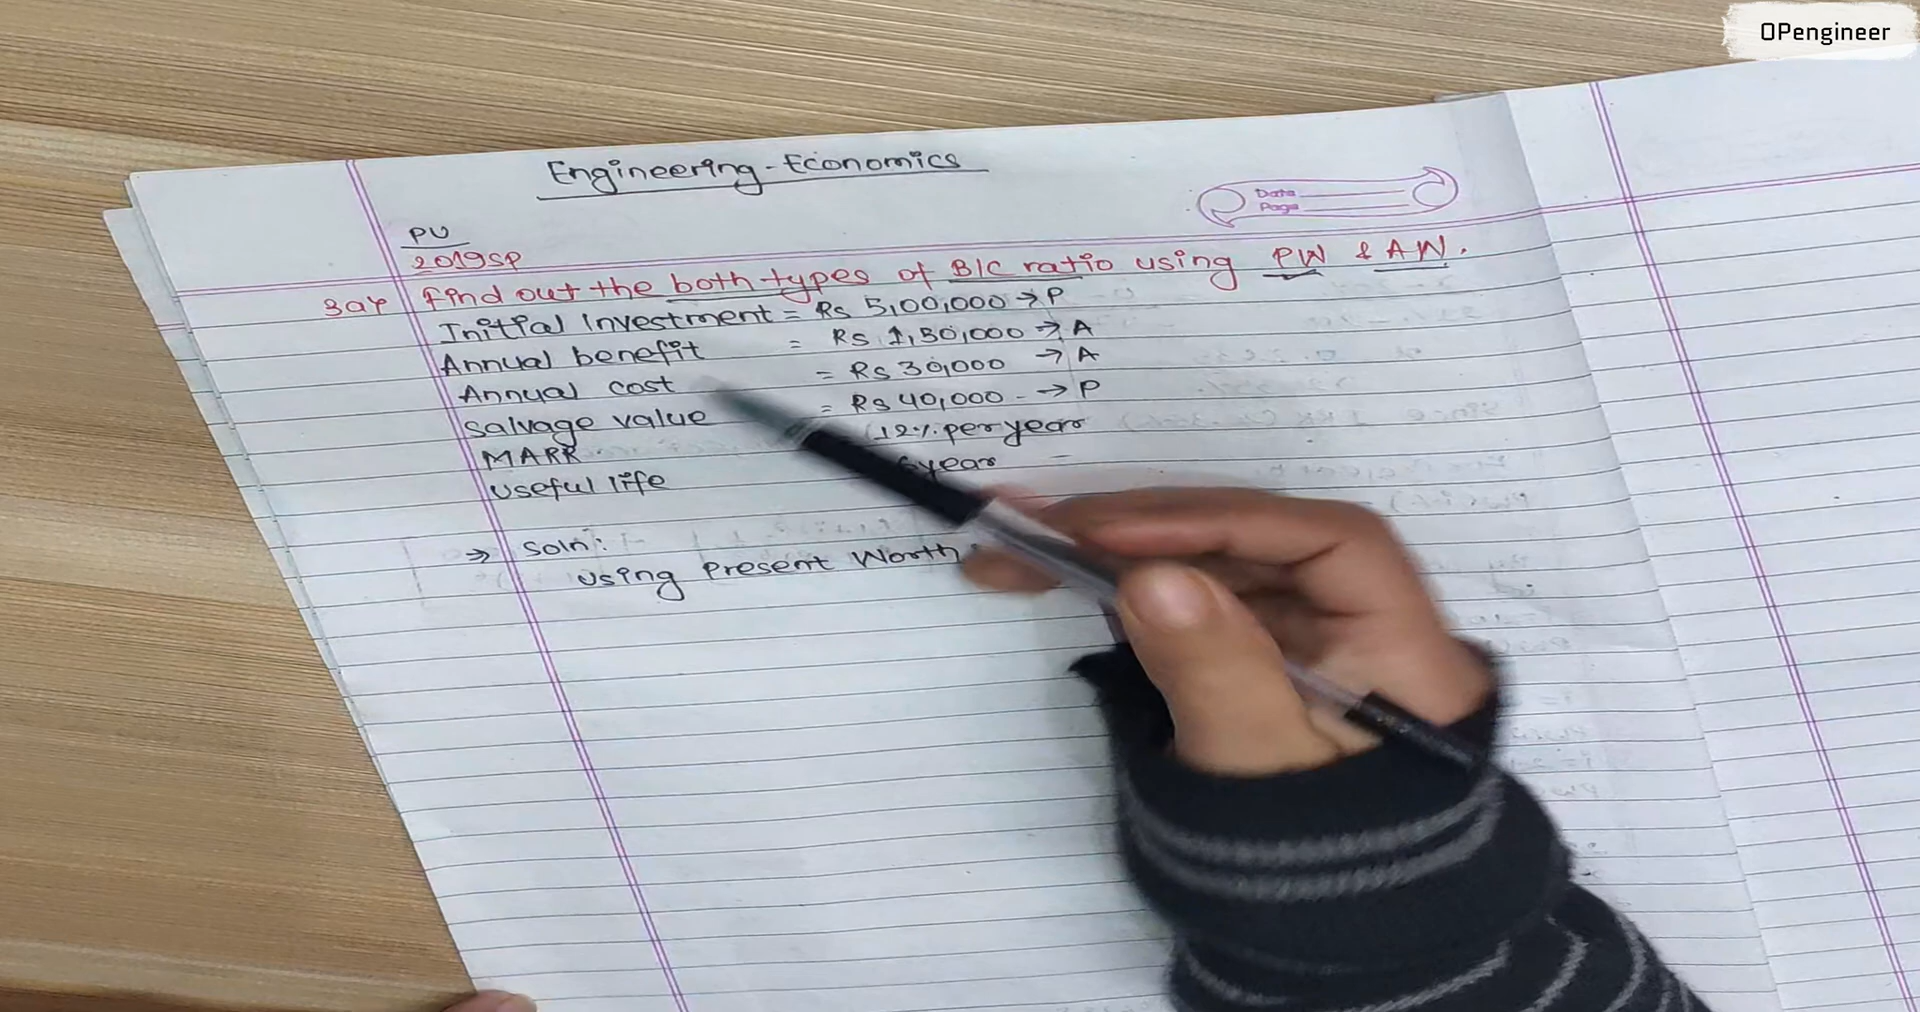 OPengineer
Engineering-Economics
Date
Page
PU
2019SP
3a) Find out the both types of B/C ratio using PW & AW.
Initial Investment = Rs 5,00,000 → P
Annual benefit = Rs 1,50,000 → A
Annual cost = Rs 30,000 → A
Salvage value = Rs 40,000 → P
MARR 12% per year
Useful life 6year
⇒ Soln:
Using Present Worth